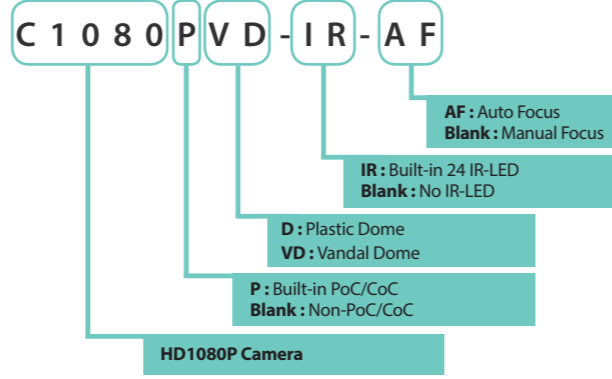 C1080PVD-IR-AF
AF : Auto Focus
Blank : Manual Focus
IR : Built-in 24 IR-LED
Blank : No IR-LED
D : Plastic Dome
VD : Vandal Dome
P : Built-in PoC/CoC
Blank : Non-PoC/CoC
HD1080P Camera